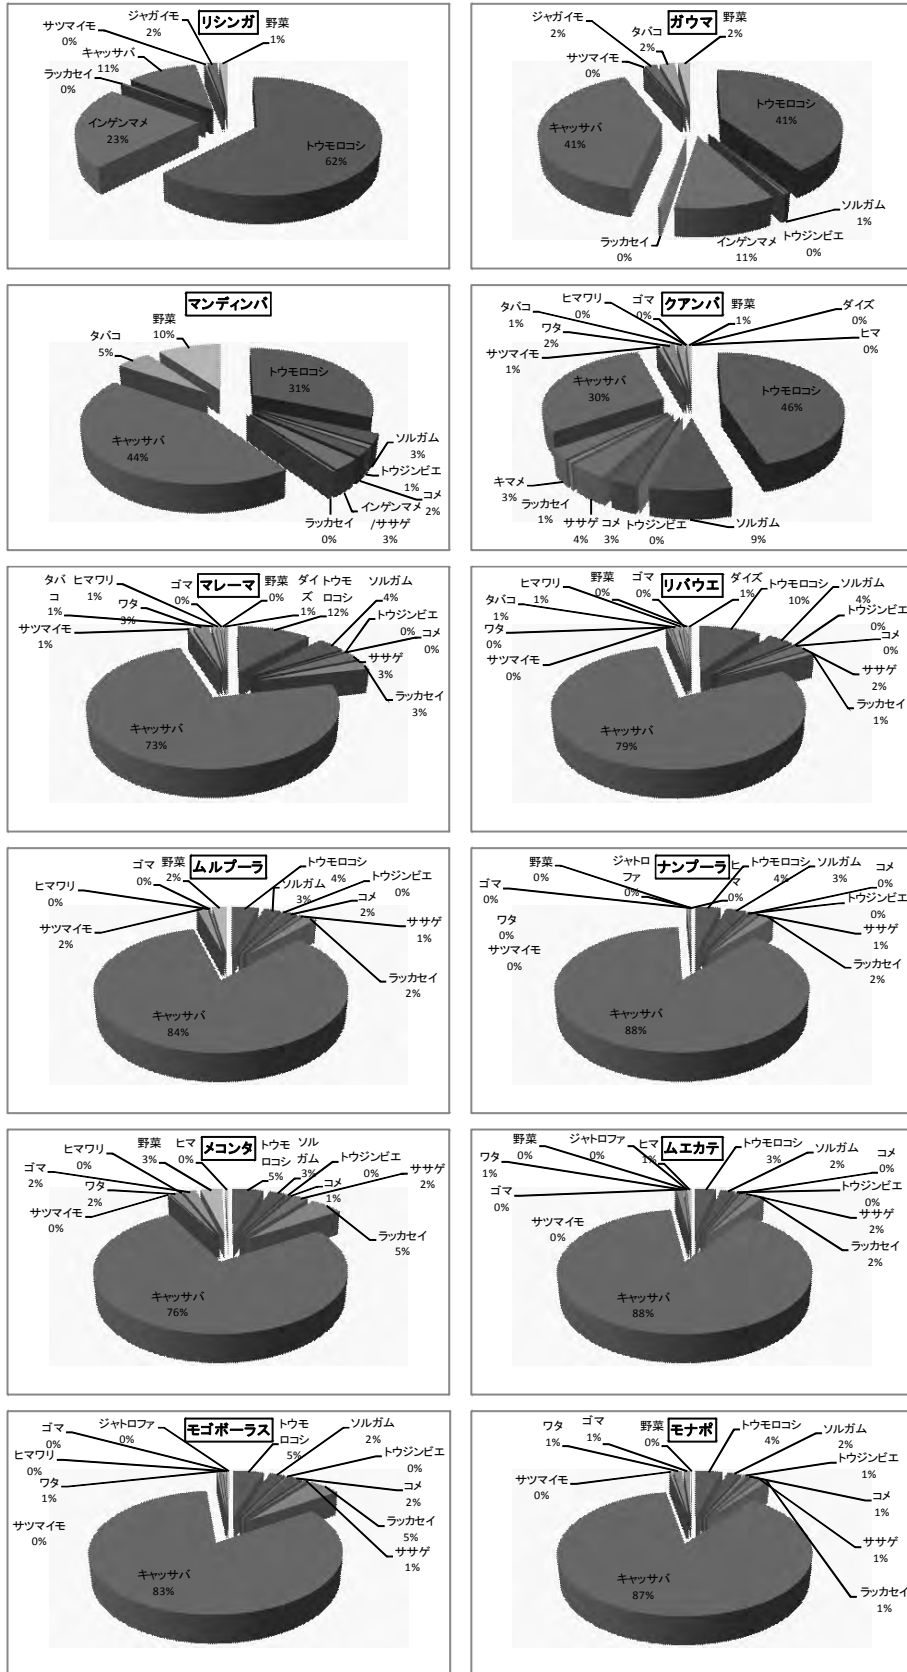 リシンガ
サツマイモ
0%
ジャガイモ
2%
野菜
1%
キャッサバ
11%
ラッカセイ
0%
インゲンマメ
23%
トウモロコシ
62%
ガウマ
ジャガイモ
2%
タバコ
2%
野菜
2%
サツマイモ
0%
キャッサバ
41%
トウモロコシ
41%
ソルガム
1%
トウジンビエ
0%
インゲンマメ
11%
ラッカセイ
0%
マンディンバ
タバコ
5%
野菜
10%
トウモロコシ
31%
キャッサバ
44%
ソルガム
3%
トウジンビエ
1%
コメ
2%
インゲンマメ
/ササゲ
3%
ラッカセイ
0%
クアンバ
タバコ
1%
ヒマワリ
0%
ゴマ
0%
野菜
1%
ダイズ
0%
ヒマ
0%
ワタ
2%
サツマイモ
1%
キャッサバ
30%
トウモロコシ
46%
キマメ
3%
ラッカセイ
1%
ササゲ
4%
コメ
3%
トウジンビエ
0%
ソルガム
9%
マレーマ
タバ
コ
1%
ヒマワリ
1%
ワタ
3%
ゴマ
0%
野菜
0%
ダイ
ズ
1%
トウモ
ロコシ
12%
ソルガム
4%
トウジンビエ
0%
コメ
0%
ササゲ
3%
ラッカセイ
3%
サツマイモ
1%
キャッサバ
73%
リバウエ
ヒマワリ
1%
野菜
0%
ゴマ
0%
ダイズ
1%
トウモロコシ
10%
ソルガム
4%
トウジンビエ
0%
コメ
0%
ササゲ
2%
ラッカセイ
1%
タバコ
1%
ワタ
0%
サツマイモ
0%
キャッサバ
79%
ムルプーラ
ゴマ
0%
野菜
2%
トウモロコシ
4%
ソルガム
3%
トウジンビエ
0%
コメ
2%
ササゲ
1%
ラッカセイ
2%
ヒマワリ
0%
サツマイモ
2%
キャッサバ
84%
ナンプーラ
野菜
0%
ジャトロ
ファ
0%
ヒ
マ
0%
トウモロコシ
4%
ソルガム
3%
コメ
0%
トウジンビエ
0%
ササゲ
1%
ラッカセイ
2%
ゴマ
0%
ワタ
0%
サツマイモ
0%
キャッサバ
88%
メコンタ
ヒマワリ
0%
野菜
3%
ヒマ
0%
トウモ
ロコシ
5%
ソル
ガム
3%
トウジンビエ
0%
コメ
1%
ササゲ
2%
ラッカセイ
5%
ゴマ
2%
ワタ
2%
サツマイモ
0%
キャッサバ
76%
ムエカテ
野菜
0%
ジャトロファ
0%
ヒマ
1%
トウモロコシ
3%
ソルガム
2%
コメ
0%
トウジンビエ
0%
ササゲ
2%
ラッカセイ
2%
ワタ
1%
ゴマ
0%
サツマイモ
0%
キャッサバ
88%
モゴボーラス
ゴマ
0%
ジャトロファ
0%
トウモ
ロコシ
5%
ソルガム
2%
トウジンビエ
0%
コメ
2%
ラッカセイ
5%
ササゲ
1%
ヒマワリ
0%
ワタ
1%
サツマイモ
0%
キャッサバ
83%
モナポ
ワタ
1%
ゴマ
1%
野菜
0%
トウモロコシ
4%
ソルガム
2%
トウジンビエ
1%
コメ
1%
ササゲ
1%
ラッカセイ
1%
サツマイモ
0%
キャッサバ
87%